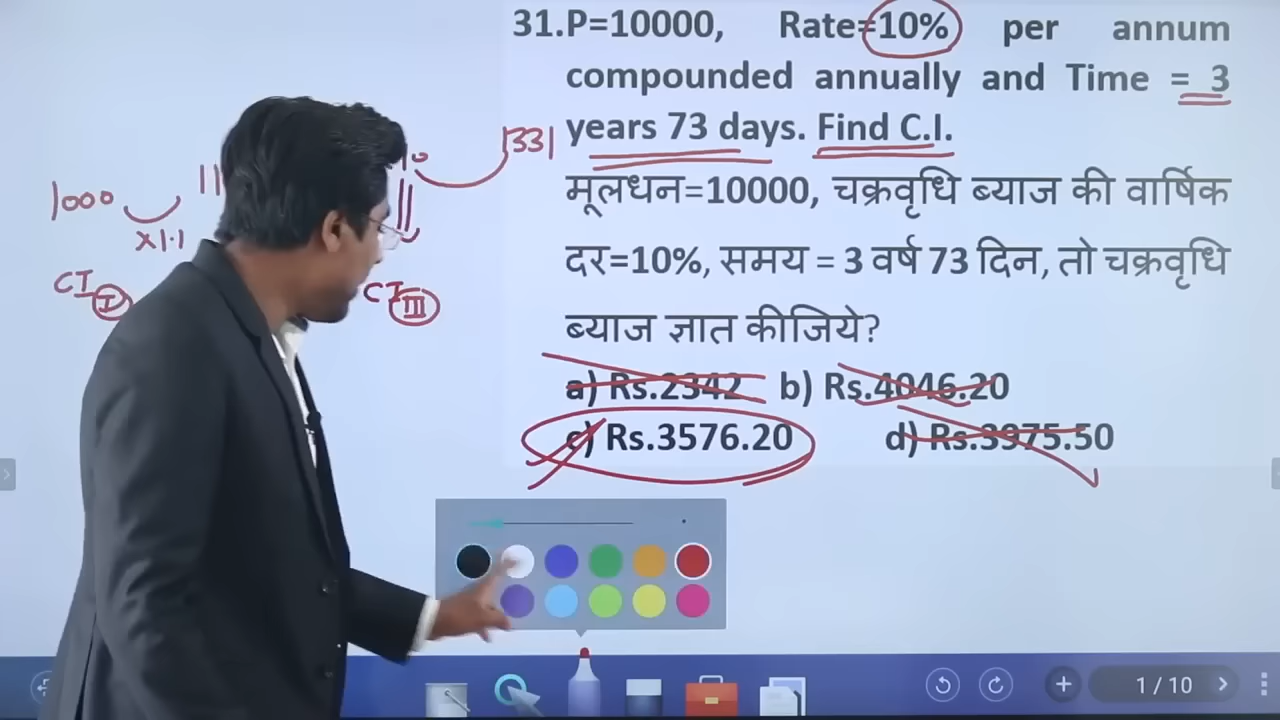 31.P=10000, Rate=10% per annum
compounded annually and Time = 3
years 73 days. Find C.I.
1331
1000
×1.1
CI I
CI III
मूलधन=10000, चक्रवृधि ब्याज की वार्षिक
दर=10%, समय = 3 वर्ष 73 दिन, तो चक्रवृधि
ब्याज ज्ञात कीजिये?
a) Rs.2342 b) Rs.4046.20
c) Rs.3576.20 d) Rs.3975.50
1 / 10